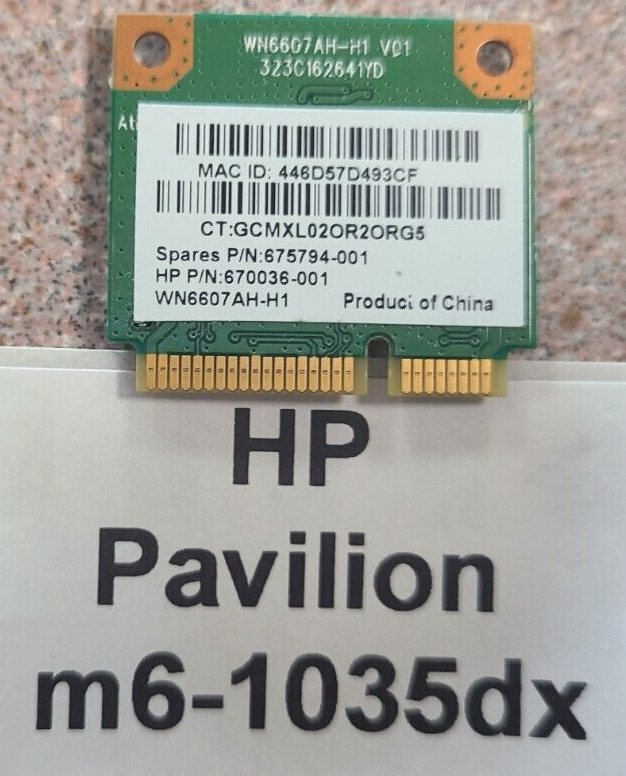 WN6607AH-H1 V01
323C162641YD
MAC ID: 446D57D493CF
CT:GCMXL02OR2ORG5
Spares P/N:675794-001
HP P/N:670036-001
WN6607AH-H1 Product of China
HP
Pavilion
m6-1035dx